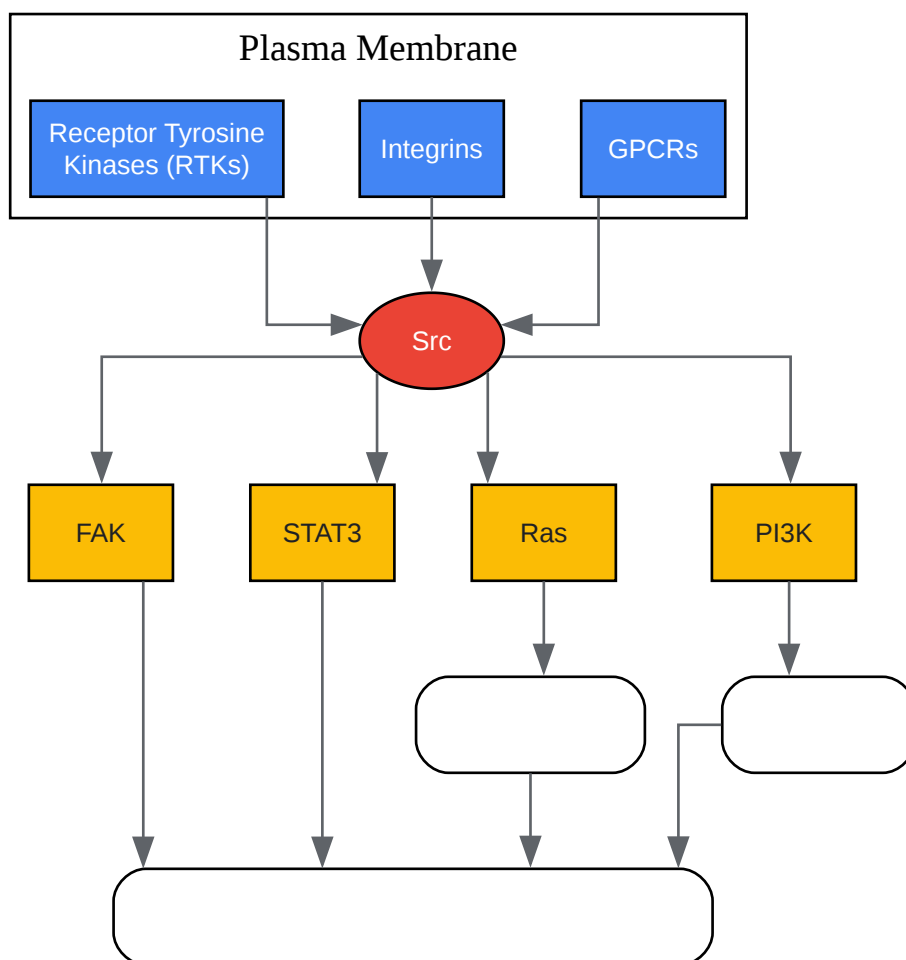 Plasma Membrane
Receptor Tyrosine
Kinases (RTKs)
Integrins
GPCRs
Src
FAK
STAT3
Ras
PI3K